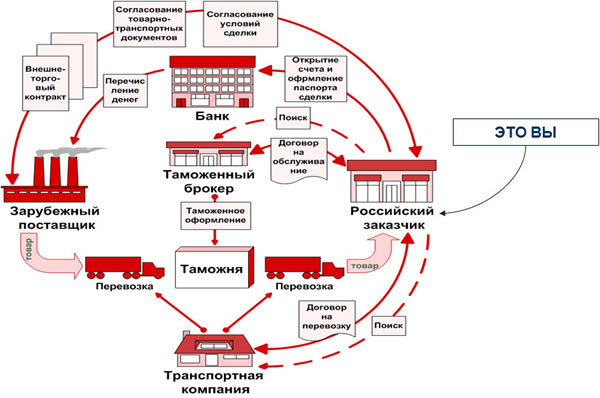 Согласование
товарно-
транспортных
документов
Согласование
условий
сделки
Внешне-
торго-
вый
контракт
Перечис
ление
денег
Открытие
счета и
офрмление
паспорта
сделки
Банк
Поиск
ЭТО ВЫ
Договор
на
обслужива
ние
Таможенный
брокер
Зарубежный
поставщик
Российский
заказчик
Таможенное
оформление
товар
Таможня
товар
Перевозка
Перевозка
Договор
на
перевозку
Поиск
Транспортная
компания